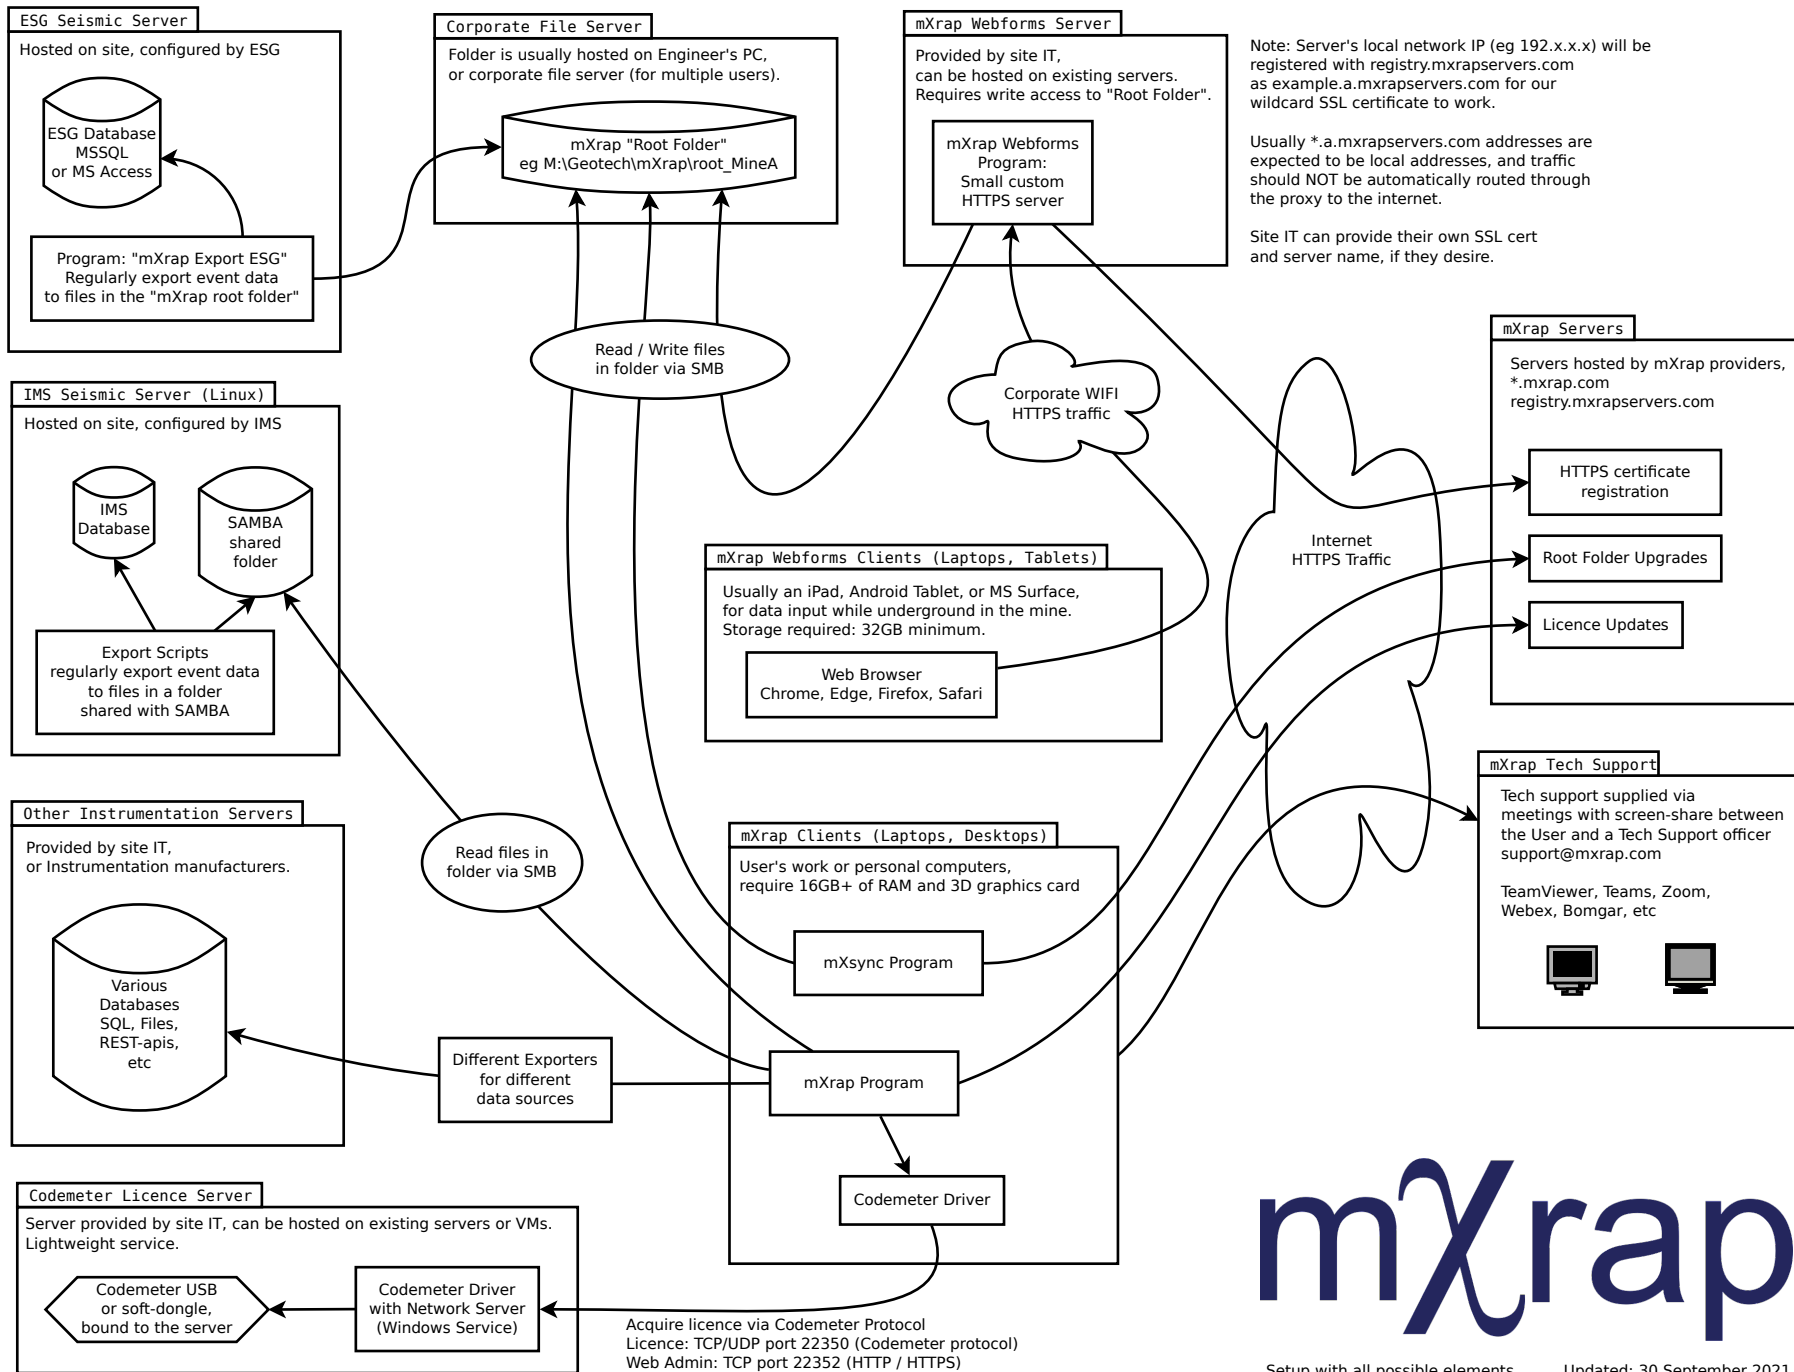 ESG Seismic Server
Hosted on site, configured by ESG
ESG Database
MSSQL
or MS Access
Program: "mXrap Export ESG"
Regularly export event data
to files in the "mXrap root folder"
Corporate File Server
Folder is usually hosted on Engineer's PC,
or corporate file server (for multiple users).
mXrap "Root Folder"
eg M:\Geotech\mXrap\root_MineA
mXrap Webforms Server
Provided by site IT,
can be hosted on existing servers.
Requires write access to "Root Folder".
mXrap Webforms
Program:
Small custom
HTTPS server
Note: Server's local network IP (eg 192.x.x.x) will be
registered with registry.mxrapservers.com
as example.a.mxrapservers.com for our
wildcard SSL certificate to work.
Usually *.a.mxrapservers.com addresses are
expected to be local addresses, and traffic
should NOT be automatically routed through
the proxy to the internet.
Site IT can provide their own SSL cert
and server name, if they desire.
Read / Write files
in folder via SMB
Corporate WIFI
HTTPS traffic
mXrap Servers
Servers hosted by mXrap providers,
*.mxrap.com
registry.mxrapservers.com
HTTPS certificate
registration
Root Folder Upgrades
Licence Updates
Internet
HTTPS Traffic
IMS Seismic Server (Linux)
Hosted on site, configured by IMS
IMS
Database
SAMBA
shared
folder
Export Scripts
regularly export event data
to files in a folder
shared with SAMBA
mXrap Webforms Clients (Laptops, Tablets)
Usually an iPad, Android Tablet, or MS Surface,
for data input while underground in the mine.
Storage required: 32GB minimum.
Web Browser
Chrome, Edge, Firefox, Safari
mXrap Tech Support
Tech support supplied via
meetings with screen-share between
the User and a Tech Support officer
support@mxrap.com
TeamViewer, Teams, Zoom,
Webex, Bomgar, etc
Other Instrumentation Servers
Provided by site IT,
or Instrumentation manufacturers.
Various
Databases
SQL, Files,
REST-apis,
etc
Read files in
folder via SMB
Different Exporters
for different
data sources
mXrap Clients (Laptops, Desktops)
User's work or personal computers,
require 16GB+ of RAM and 3D graphics card
mXsync Program
mXrap Program
Codemeter Driver
Codemeter Licence Server
Server provided by site IT, can be hosted on existing servers or VMs.
Lightweight service.
Codemeter USB
or soft-dongle,
bound to the server
Codemeter Driver
with Network Server
(Windows Service)
Acquire licence via Codemeter Protocol
Licence: TCP/UDP port 22350 (Codemeter protocol)
Web Admin: TCP port 22352 (HTTP / HTTPS)
mXrap
Setup with all possible elements
Updated: 30 September 2021